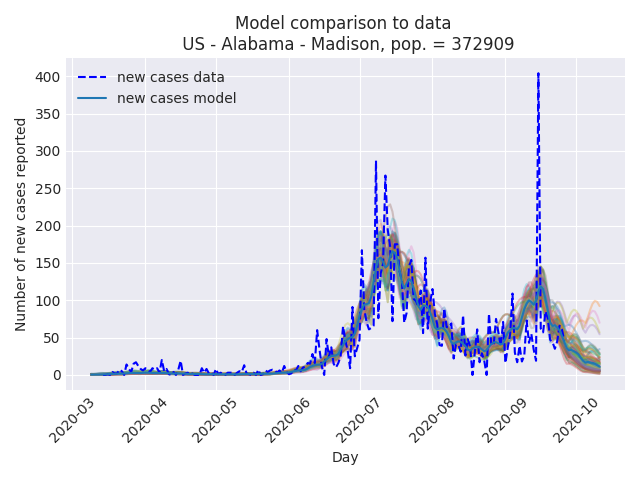 Model comparison to data
US - Alabama - Madison, pop. = 372909
new cases data
new cases model
Number of new cases reported
400
350
300
250
200
150
100
50
0
2020-03
2020-04
2020-05
2020-06
2020-07
2020-08
2020-09
2020-10
Day